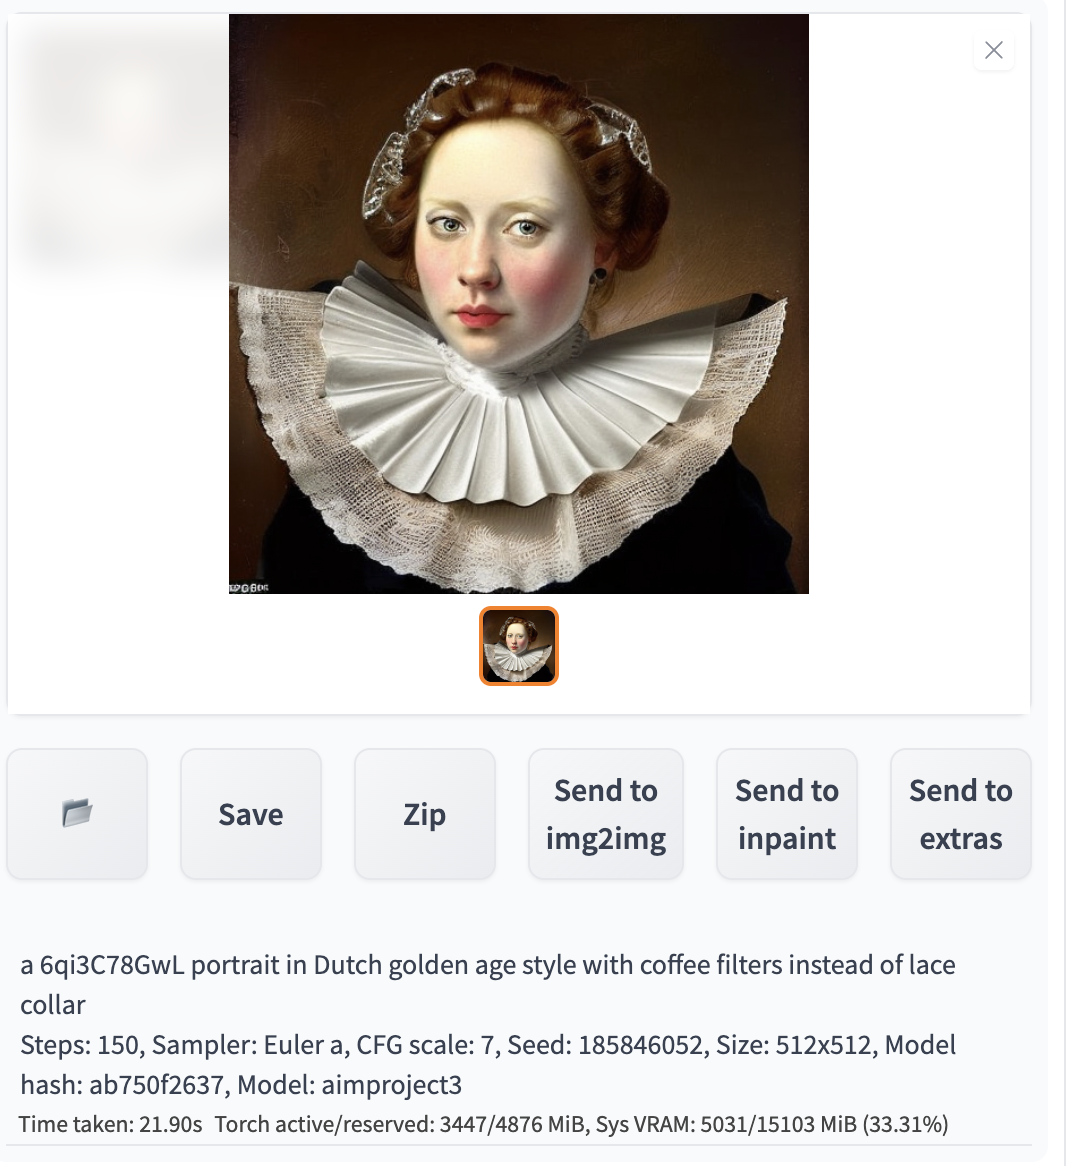 Save
Zip
Send to
img2img
Send to
inpaint
Send to
extras
a 6qi3C78GwL portrait in Dutch golden age style with coffee filters instead of lace
collar
Steps: 150, Sampler: Euler a, CFG scale: 7, Seed: 185846052, Size: 512x512, Model
hash: ab750f2637, Model: aimproject3
Time taken: 21.90s Torch active/reserved: 3447/4876 MiB, Sys VRAM: 5031/15103 MiB (33.31%)